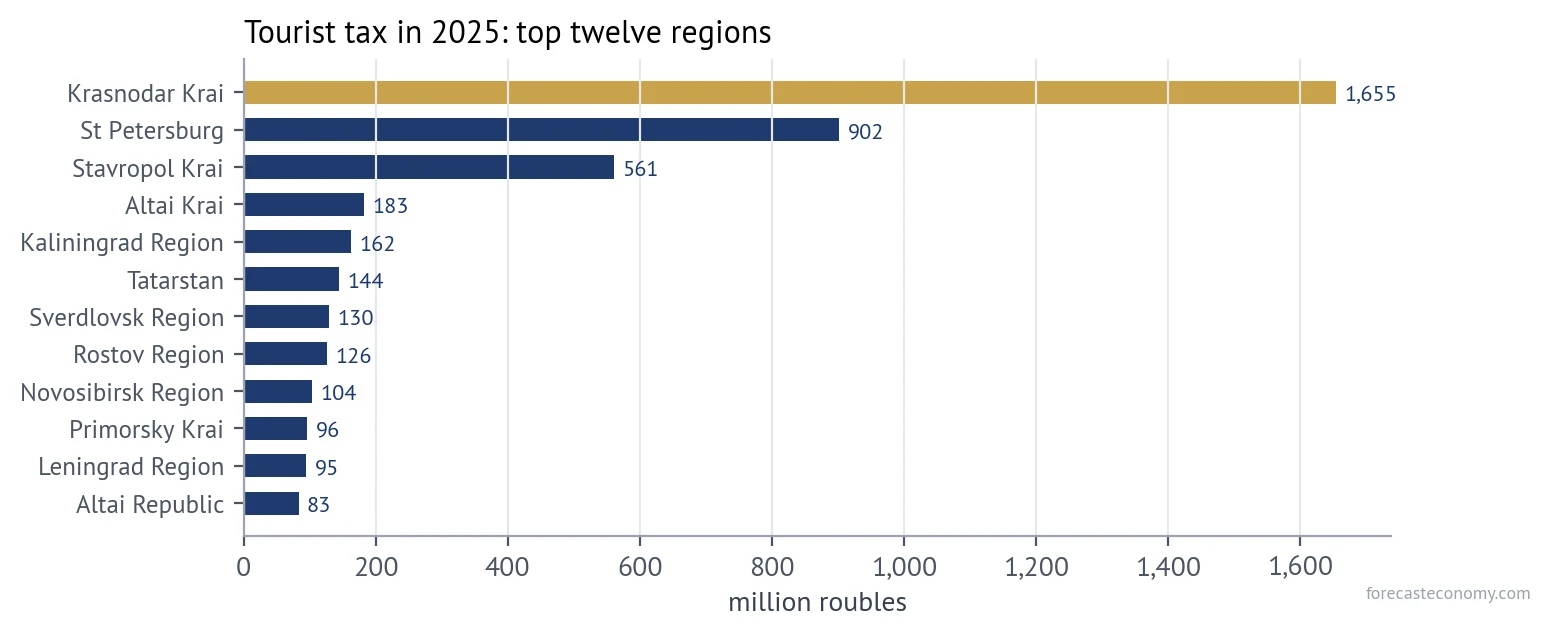 Tourist tax in 2025: top twelve regions
Krasnodar Krai 1,655
St Petersburg 902
Stavropol Krai 561
Altai Krai 183
Kaliningrad Region 162
Tatarstan 144
Sverdlovsk Region 130
Rostov Region 126
Novosibirsk Region 104
Primorsky Krai 96
Leningrad Region 95
Altai Republic 83
0 200 400 600 800 1,000 1,200 1,400 1,600
million roubles
forecasteconomy.com